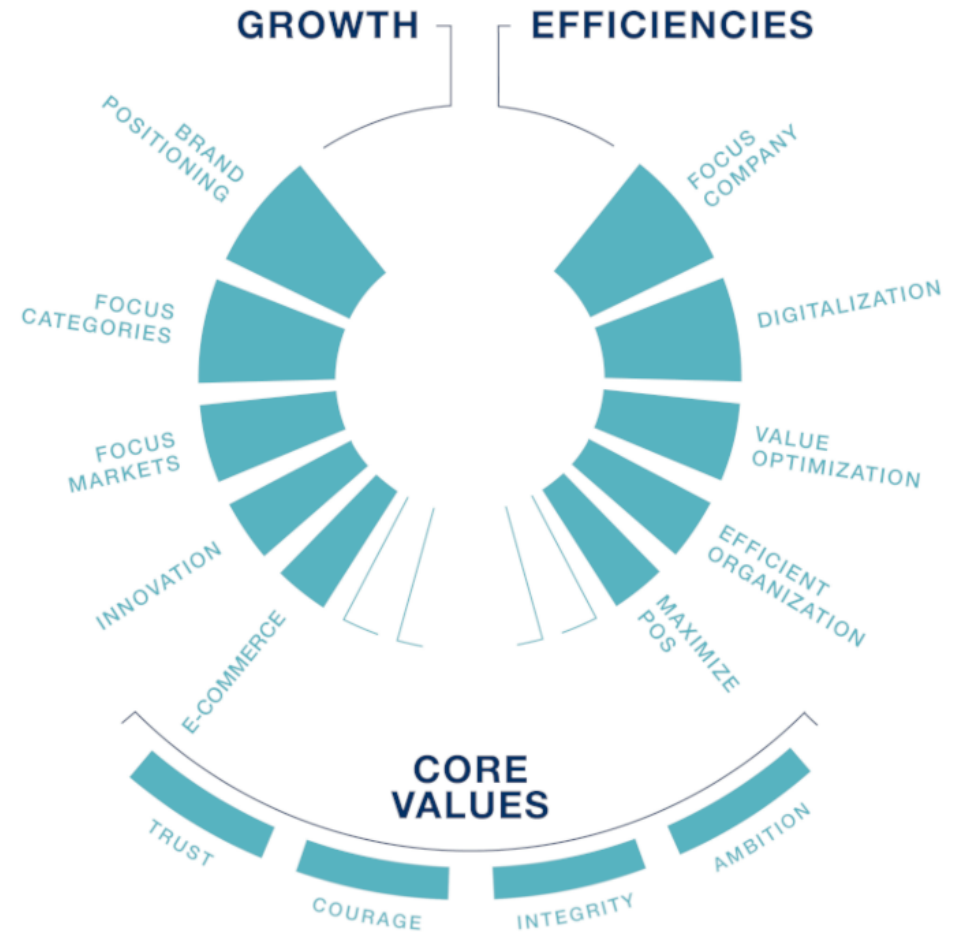 GROWTH
EFFICIENCIES
BRAND
POSITIONING
FOCUS
CATEGORIES
FOCUS
MARKETS
INNOVATION
E-COMMERCE
FOCUS
COMPANY
DIGITALIZATION
VALUE
OPTIMIZATION
EFFICIENT
ORGANIZATION
MAXIMIZE
POS
CORE
VALUES
TRUST
COURAGE
INTEGRITY
AMBITION